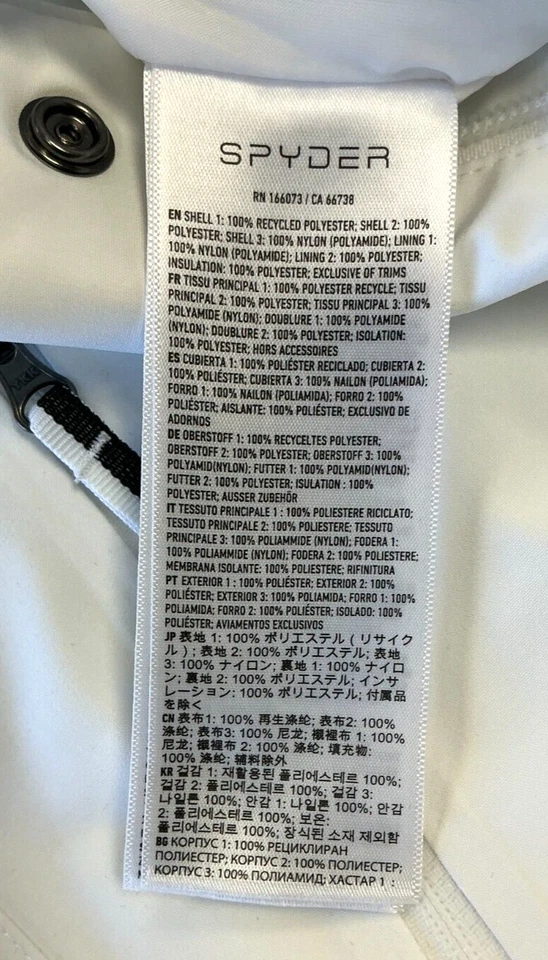 SPYDER
RN 166073 / CA 66738
EN SHELL 1: 100% RECYCLED POLYESTER; SHELL 2: 100%
POLYESTER; SHELL 3: 100% NYLON (POLYAMIDE); LINING 1:
100% NYLON (POLYAMIDE); LINING 2: 100% POLYESTER;
INSULATION: 100% POLYESTER; EXCLUSIVE OF TRIMS
FR TISSU PRINCIPAL 1: 100% POLYESTER RECYCLE; TISSU
PRINCIPAL 2: 100% POLYESTER; TISSU PRINCIPAL 3: 100%
POLYAMIDE (NYLON); DOUBLURE 1: 100% POLYAMIDE
(NYLON); DOUBLURE 2: 100% POLYESTER; ISOLATION:
100% POLYESTER; HORS ACCESSOIRES
ES CUBIERTA 1: 100% POLIÉSTER RECICLADO; CUBIERTA 2:
100% POLIÉSTER; CUBIERTA 3: 100% NAILON (POLIAMIDA);
FORRO 1: 100% NAILON (POLIAMIDA); FORRO 2: 100%
POLIÉSTER; AISLANTE: 100% POLIÉSTER; EXCLUSIVO DE
ADORNOS
DE OBERSTOFF 1: 100% RECYCELTES POLYESTER;
OBERSTOFF 2: 100% POLYESTER; OBERSTOFF 3: 100%
POLYAMID(NYLON); FUTTER 1: 100% POLYAMID(NYLON);
FUTTER 2: 100% POLYESTER; ISULATION : 100%
POLYESTER; AUSSER ZUBEHÖR
IT TESSUTO PRINCIPALE 1 : 100% POLIESTERE RICICLATO;
TESSUTO PRINCIPALE 2: 100% POLIESTERE; TESSUTO
PRINCIPALE 3: 100% POLIAMMIDE (NYLON); FODERA 1:
100% POLIAMMIDE (NYLON); FODERA 2: 100% POLIESTERE;
MEMBRANA ISOLANTE: 100% POLIESTERE; RIFINITURA
PT EXTERIOR 1 : 100% POLIÉSTER; EXTERIOR 2: 100%
POLIÉSTER; EXTERIOR 3: 100% POLIAMIDA; FORRO 1: 100%
POLIAMIDA; FORRO 2: 100% POLIÉSTER; ISOLADO: 100%
POLIÉSTER; AVIAMENTOS EXCLUSIVOS
JP 表地 1: 100% ポリエステル ( リサイク
ル ) ; 表地 2: 100% ポリエステル; 表地
3: 100% ナイロン; 裏地 1: 100% ナイロ
ン; 裏地 2: 100% ポリエステル; インサ
レーション: 100% ポリエステル; 付属品
を除く
CN 表布1: 100% 再生涤纶; 表布2: 100%
涤纶; 表布3: 100% 尼龙; 襯裡布 1: 100%
尼龙; 襯裡布 2: 100% 涤纶; 填充物:
100% 涤纶; 辅料除外
KR 겉감 1: 재활용된 폴리에스테르 100%;
겉감 2: 폴리에스테르 100%; 겉감 3:
나일론 100%; 안감 1: 나일론 100%; 안감
2: 폴리에스테르 100%; 보온:
폴리에스테르 100%; 장식된 소재 제외함
BG КОРПУС 1: 100% РЕЦИКЛИРАН
ПОЛИЕСТЕР; КОРПУС 2: 100% ПОЛИЕСТЕР;
КОРПУС 3: 100% ПОЛИАМИД; ХАСТАР 1 :